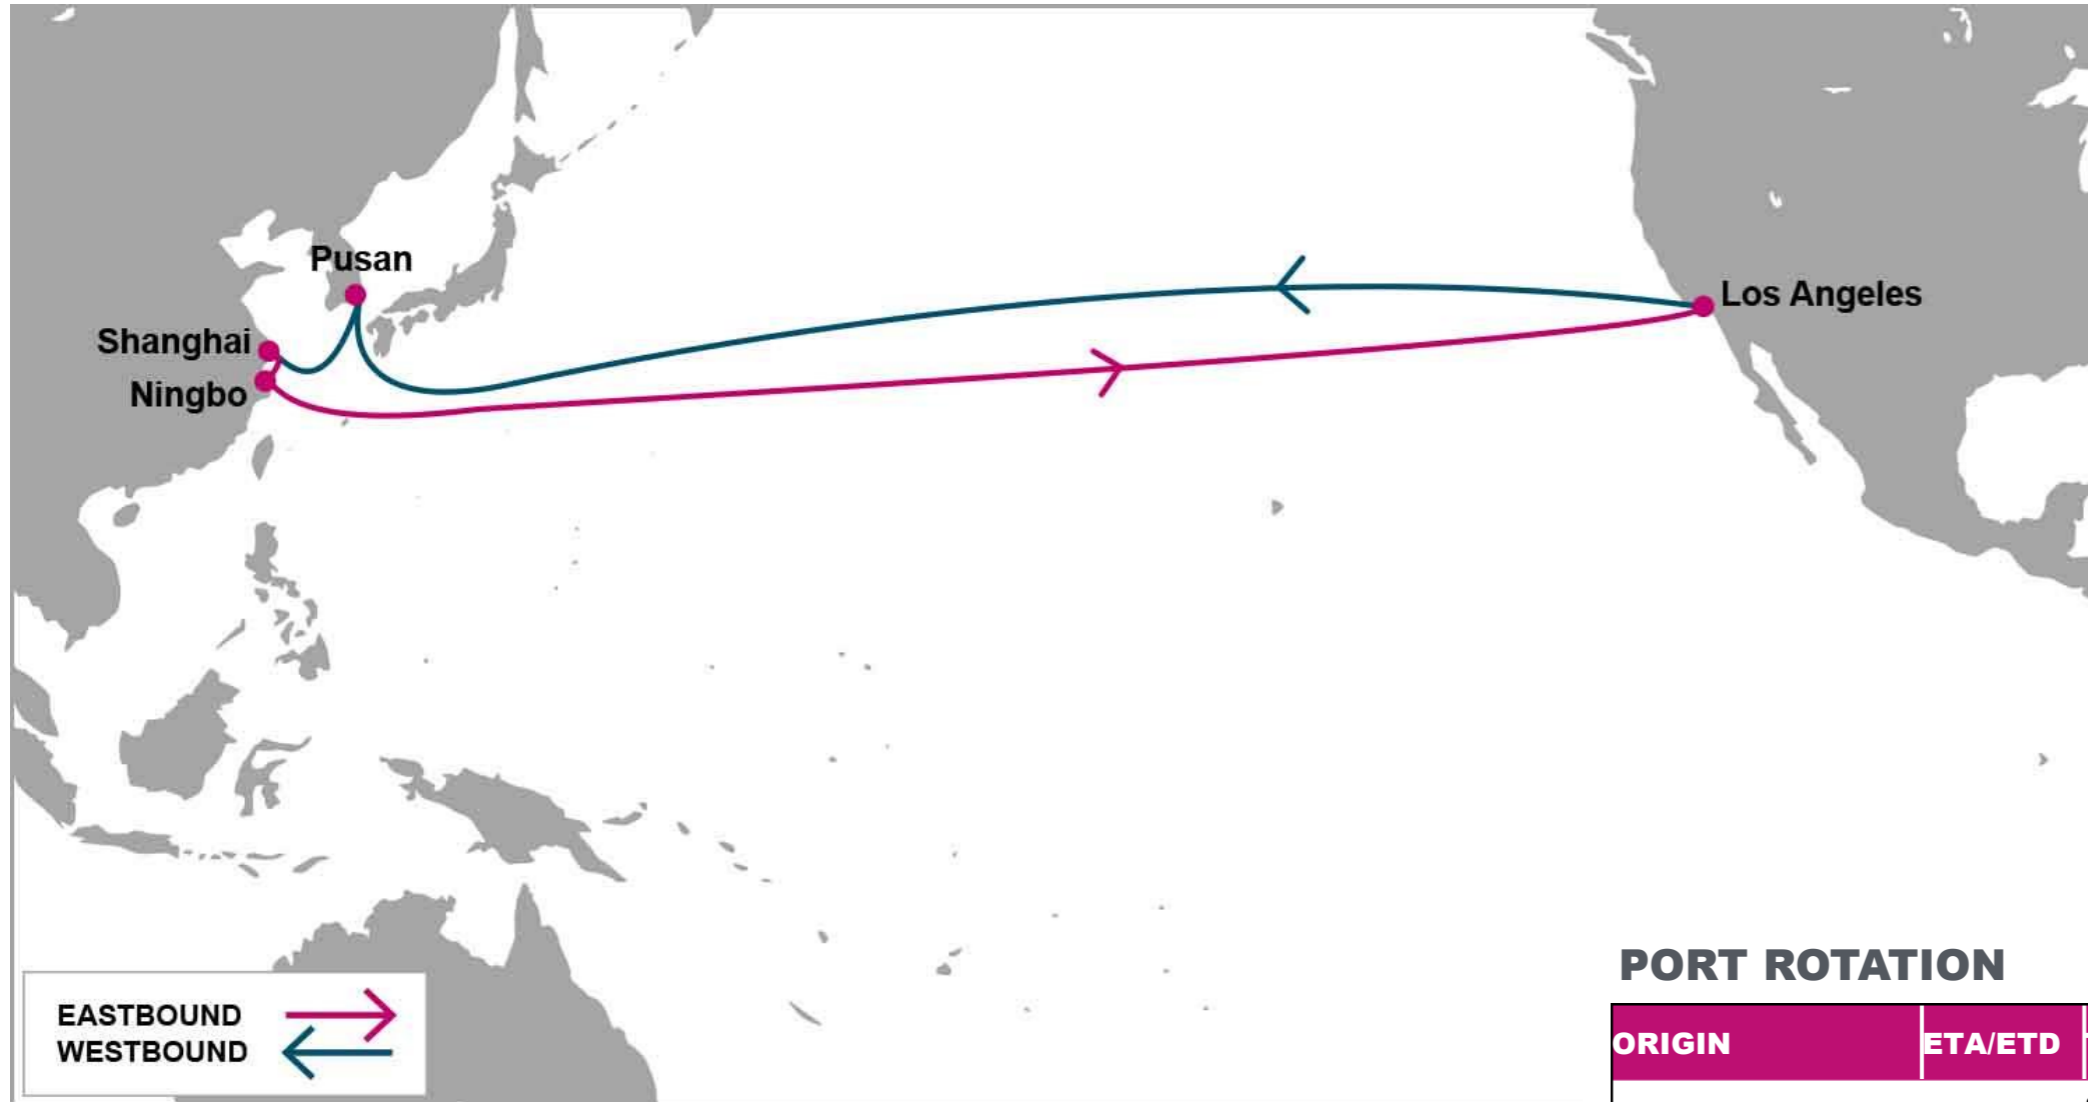 Pusan
Los Angeles
Shanghai
Ningbo
PORT ROTATION
EASTBOUND
WESTBOUND
ORIGIN ETA/ETD